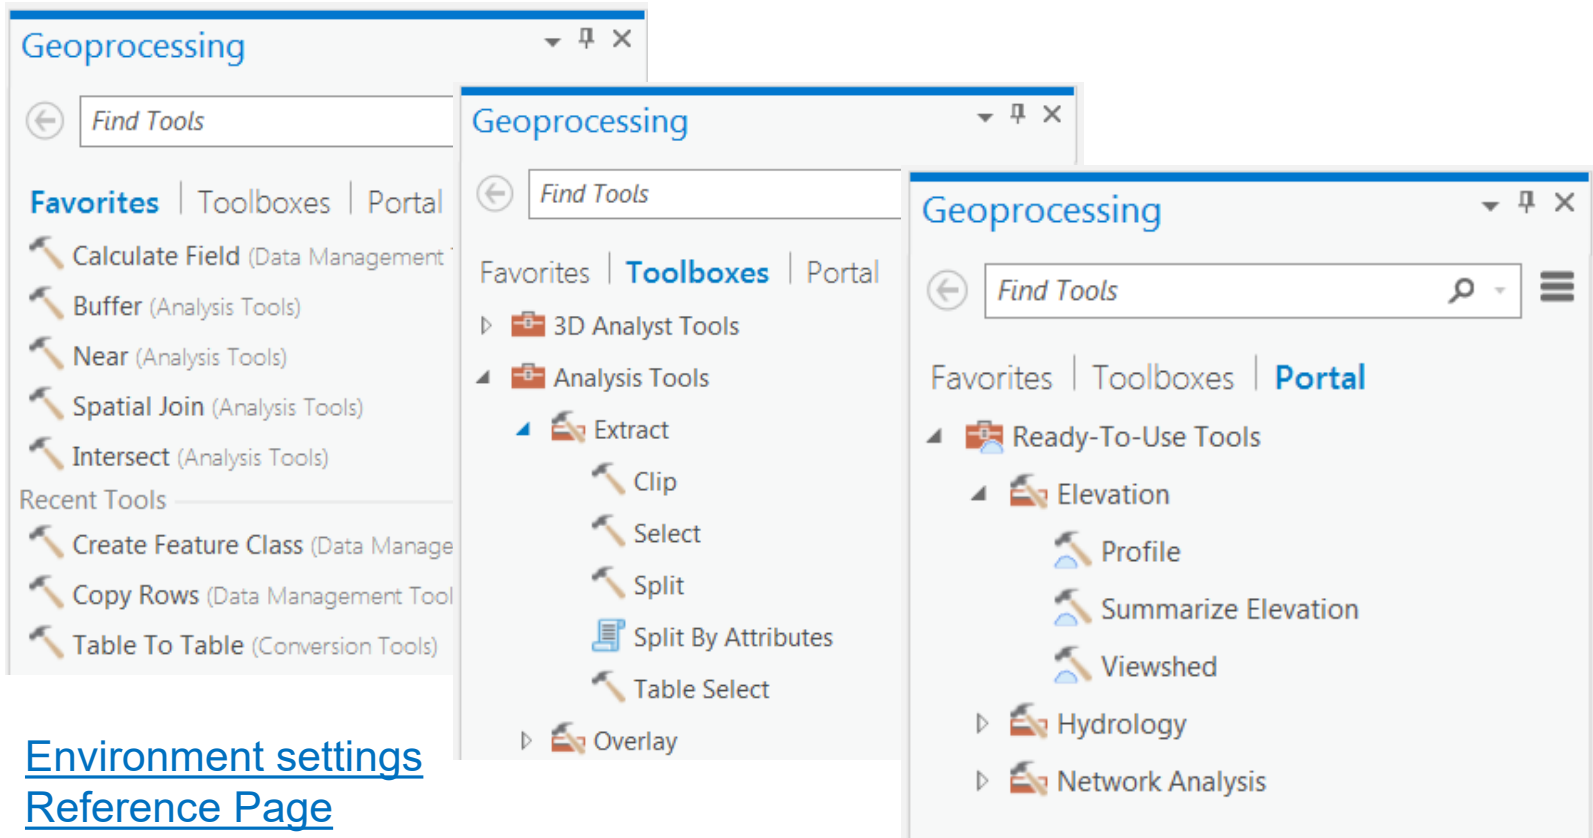 Geoprocessing
Find Tools
Favorites | Toolboxes | Portal
Calculate Field (Data Management
Buffer (Analysis Tools)
Near (Analysis Tools)
Spatial Join (Analysis Tools)
Intersect (Analysis Tools)
Recent Tools
Create Feature Class (Data Manage
Copy Rows (Data Management Tool
Table To Table (Conversion Tools)
Geoprocessing
Find Tools
Favorites | Toolboxes | Portal
3D Analyst Tools
Analysis Tools
Extract
Clip
Select
Split
Split By Attributes
Table Select
Overlay
Geoprocessing
Find Tools
Favorites | Toolboxes | Portal
Ready-To-Use Tools
Elevation
Profile
Summarize Elevation
Viewshed
Hydrology
Network Analysis
Environment settings
Reference Page